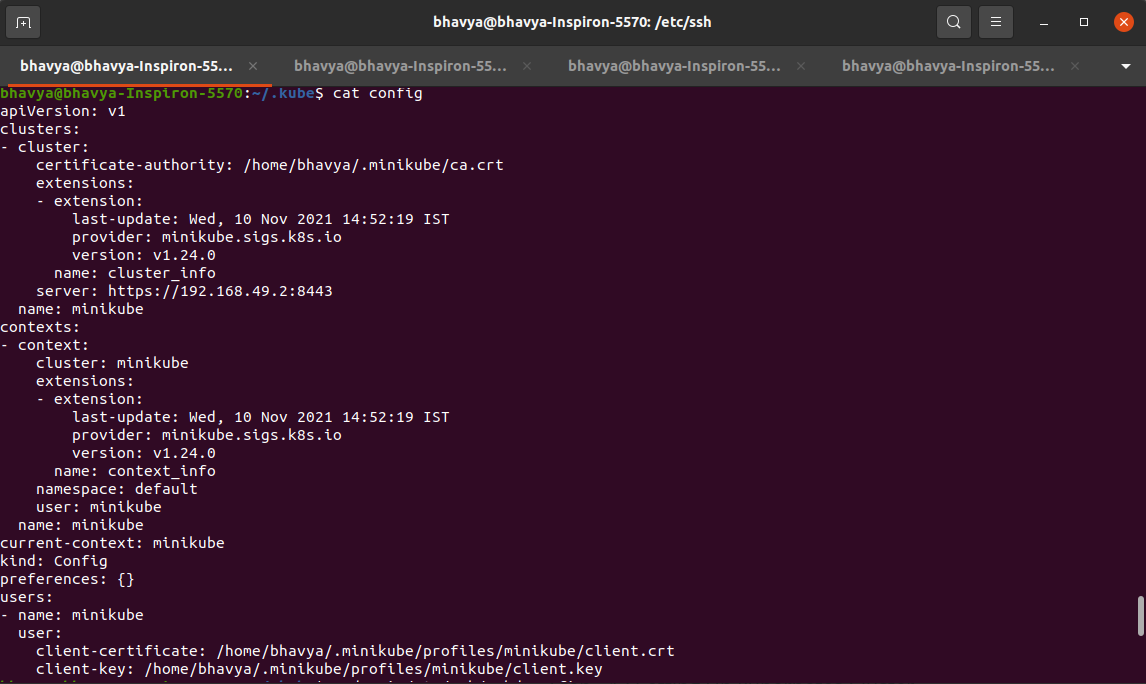 bhavya@bhavya-Inspiron-5570: /etc/ssh
bhavya@bhavya-Inspiron-55... bhavya@bhavya-Inspiron-55... bhavya@bhavya-Inspiron-55... bhavya@bhavya-Inspiron-55...
bhavya@bhavya-Inspiron-5570:~/.kube$ cat config
apiVersion: v1
clusters:
- cluster:
    certificate-authority: /home/bhavya/.minikube/ca.crt
    extensions:
    - extension:
        last-update: Wed, 10 Nov 2021 14:52:19 IST
        provider: minikube.sigs.k8s.io
        version: v1.24.0
      name: cluster_info
    server: https://192.168.49.2:8443
  name: minikube
contexts:
- context:
    cluster: minikube
    extensions:
    - extension:
        last-update: Wed, 10 Nov 2021 14:52:19 IST
        provider: minikube.sigs.k8s.io
        version: v1.24.0
      name: context_info
    namespace: default
    user: minikube
  name: minikube
current-context: minikube
kind: Config
preferences: {}
users:
- name: minikube
  user:
    client-certificate: /home/bhavya/.minikube/profiles/minikube/client.crt
    client-key: /home/bhavya/.minikube/profiles/minikube/client.key